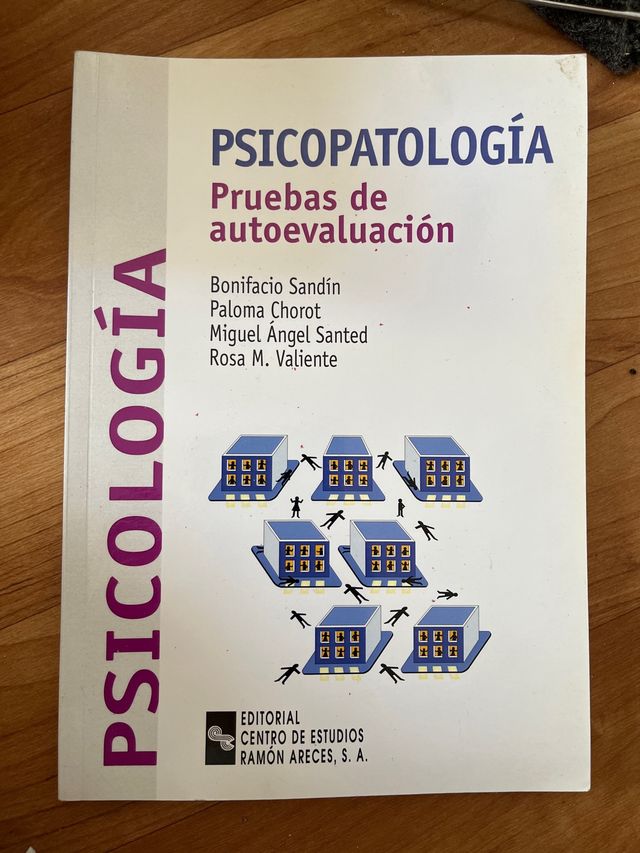 PSICOLOGÍA
PSICOPATOLOGÍA
Pruebas de
autoevaluación
Bonifacio Sandín
Paloma Chorot
Miguel Ángel Santed
Rosa M. Valiente
EDITORIAL
CENTRO DE ESTUDIOS
RAMÓN ARECES, S. A.